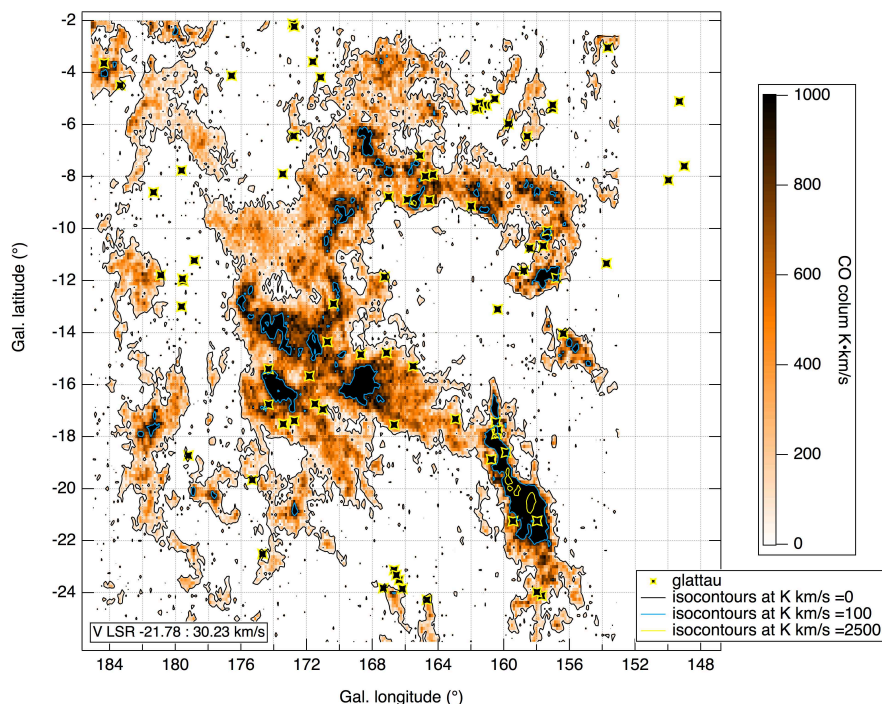 -2
-4
-6
-8
-10
-12
-14
-16
-18
-20
-22
-24
Gal. latitude (°)
184 180 176 172 168 164 160 156 152 148
Gal. longitude (°)
V LSR -21.78 : 30.23 km/s
1000
800
600
400
200
0
CO colum K•km/s
glattau
isocontours at K km/s =0
isocontours at K km/s =100
isocontours at K km/s =2500